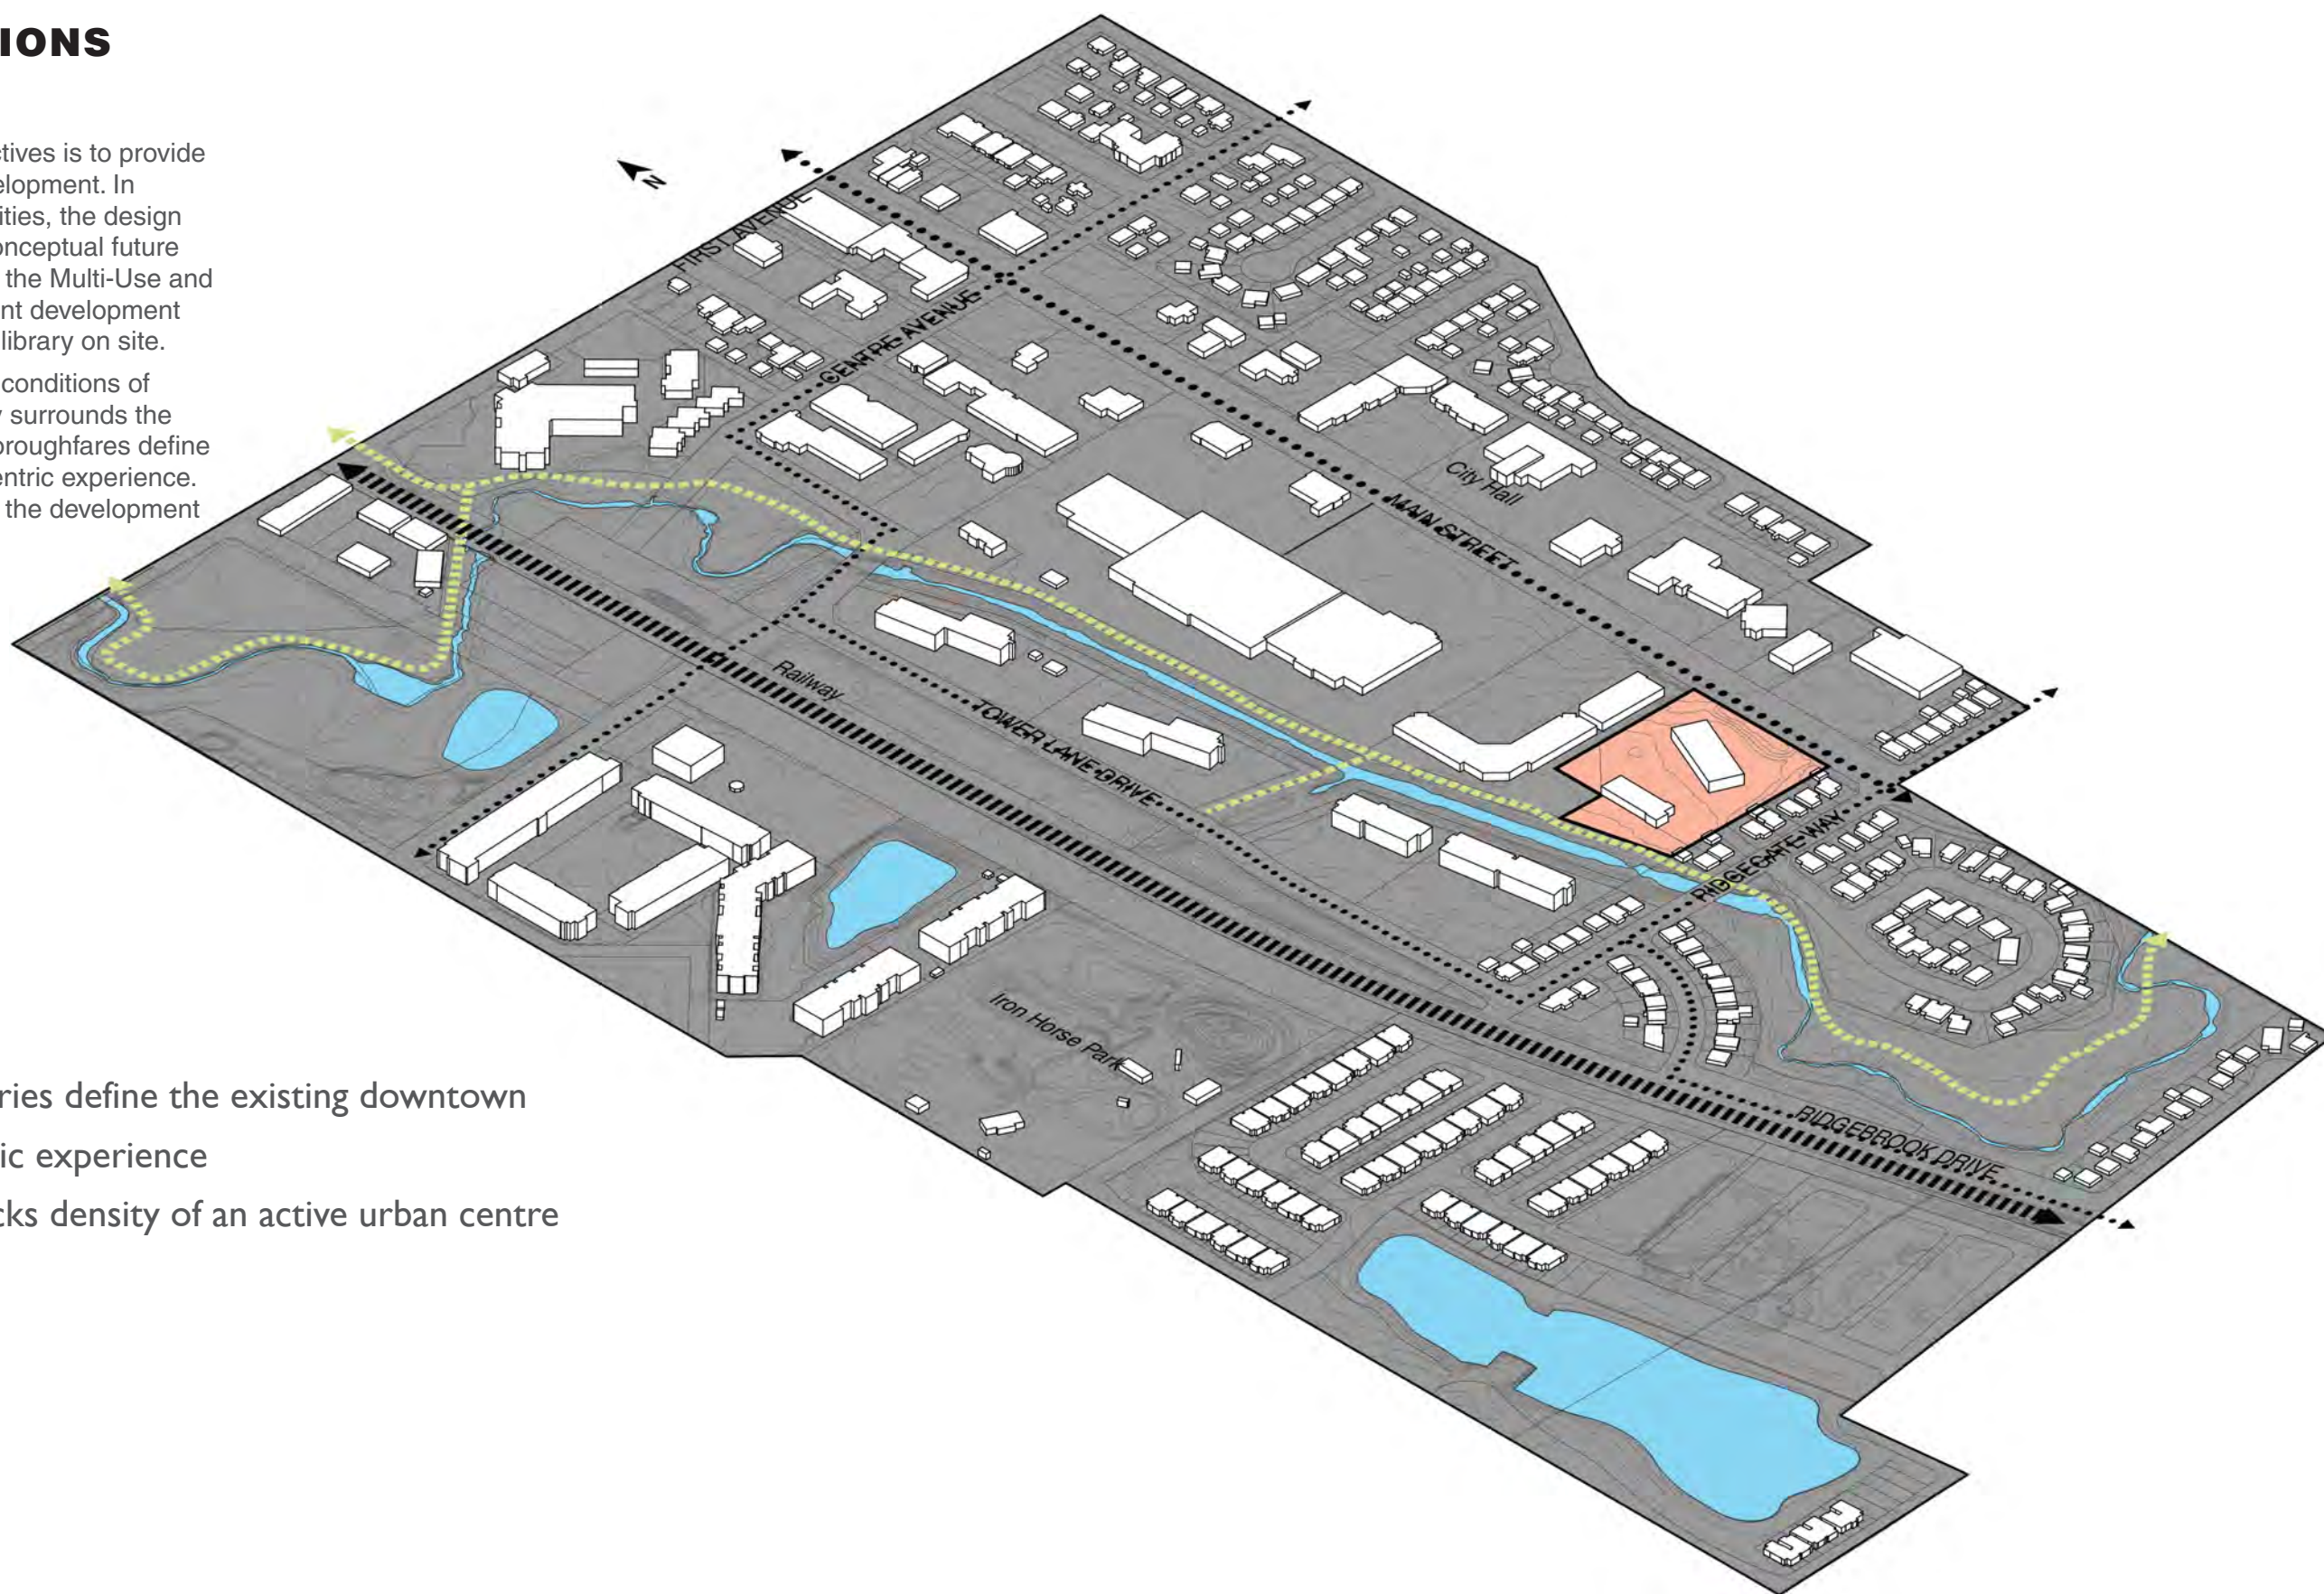 IONS
ctives is to provide
elopment. In
ities, the design
onceptual future
the Multi-Use and
nt development
library on site.
conditions of
y surrounds the
oroughfares define
entric experience.
the development
N
FIRST AVENUE
CENTRE AVENUE
City Hall
MAIN STREET
Railway
TOWER LANE DRIVE
RIDGEGATE WAY
Iron Horse Park
RIDGEBROOK DRIVE
ries define the existing downtown
ic experience
cks density of an active urban centre